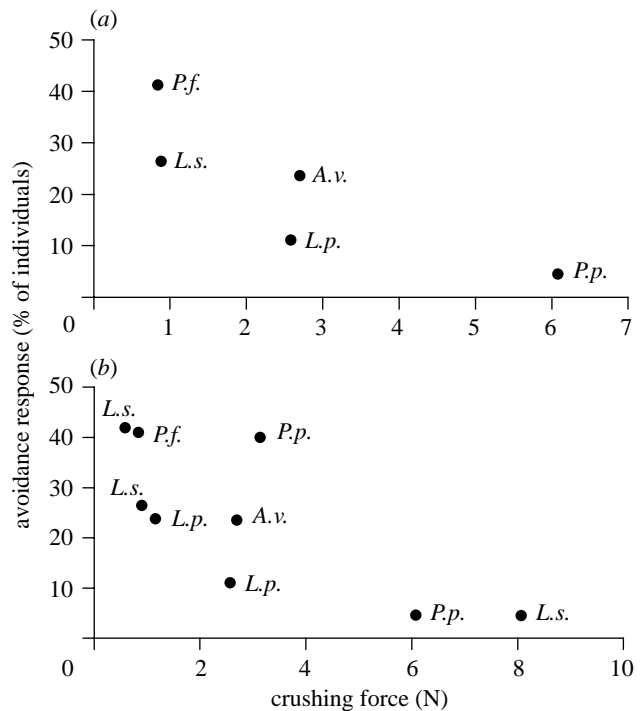 (a)
50
P.f.
40
30
L.s.
A.v.
20
L.p.
10
P.p.
0
1
2
3
4
5
6
7
avoidance response (% of individuals)
(b)
50
L.s.
P.f.
P.p.
40
30
L.s.
L.p.
A.v.
20
L.p.
10
P.p.
L.s.
0
2
4
6
8
10
crushing force (N)